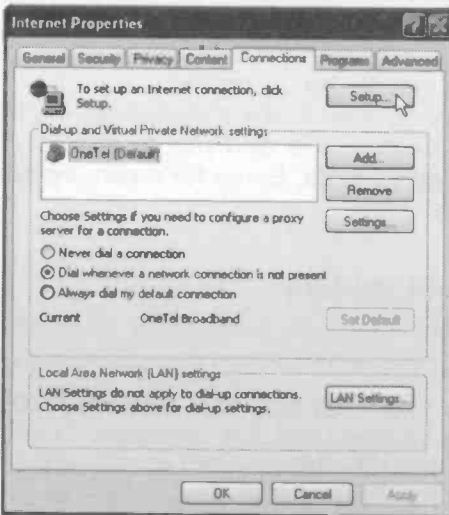 Internet Properties
General Security Privacy Content Connections Programs Advanced
To set up an Internet connection, click
Setup.
Setup...
Dial-up and Virtual Private Network settings
OneTel (Default)
Add...
Remove
Choose Settings if you need to configure a proxy
server for a connection.
Settings...
Never dial a connection
Dial whenever a network connection is not present
Always dial my default connection
Current OneTel Broadband
Set Default
Local Area Network (LAN) settings
LAN Settings do not apply to dial-up connections.
Choose Settings above for dial-up settings.
LAN Settings...
OK Cancel Apply